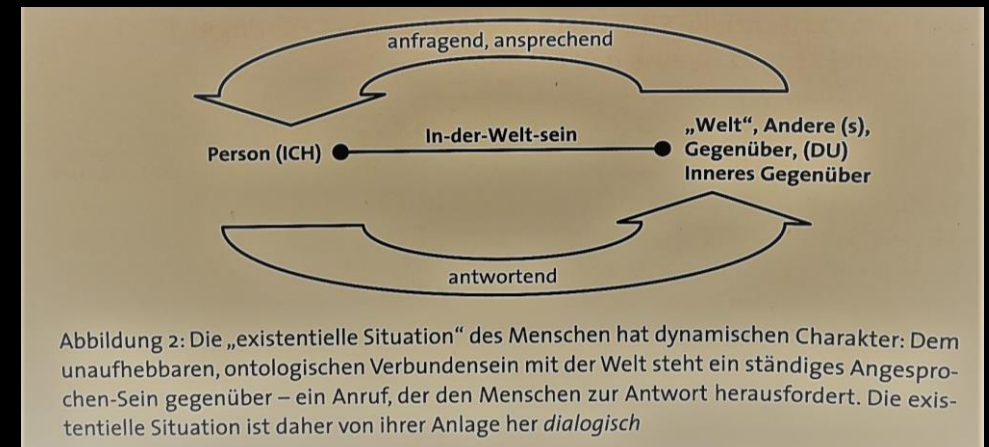 anfragend, ansprechend
In-der-Welt-sein
Person (ICH)
„Welt“, Andere (s),
Gegenüber, (DU)
Inneres Gegenüber
antwortend
Abbildung 2: Die „existentielle Situation“ des Menschen hat dynamischen Charakter: Dem
unaufhebbaren, ontologischen Verbundensein mit der Welt steht ein ständiges Angespro-
chen-Sein gegenüber – ein Anruf, der den Menschen zur Antwort herausfordert. Die exis-
tentielle Situation ist daher von ihrer Anlage her dialogisch